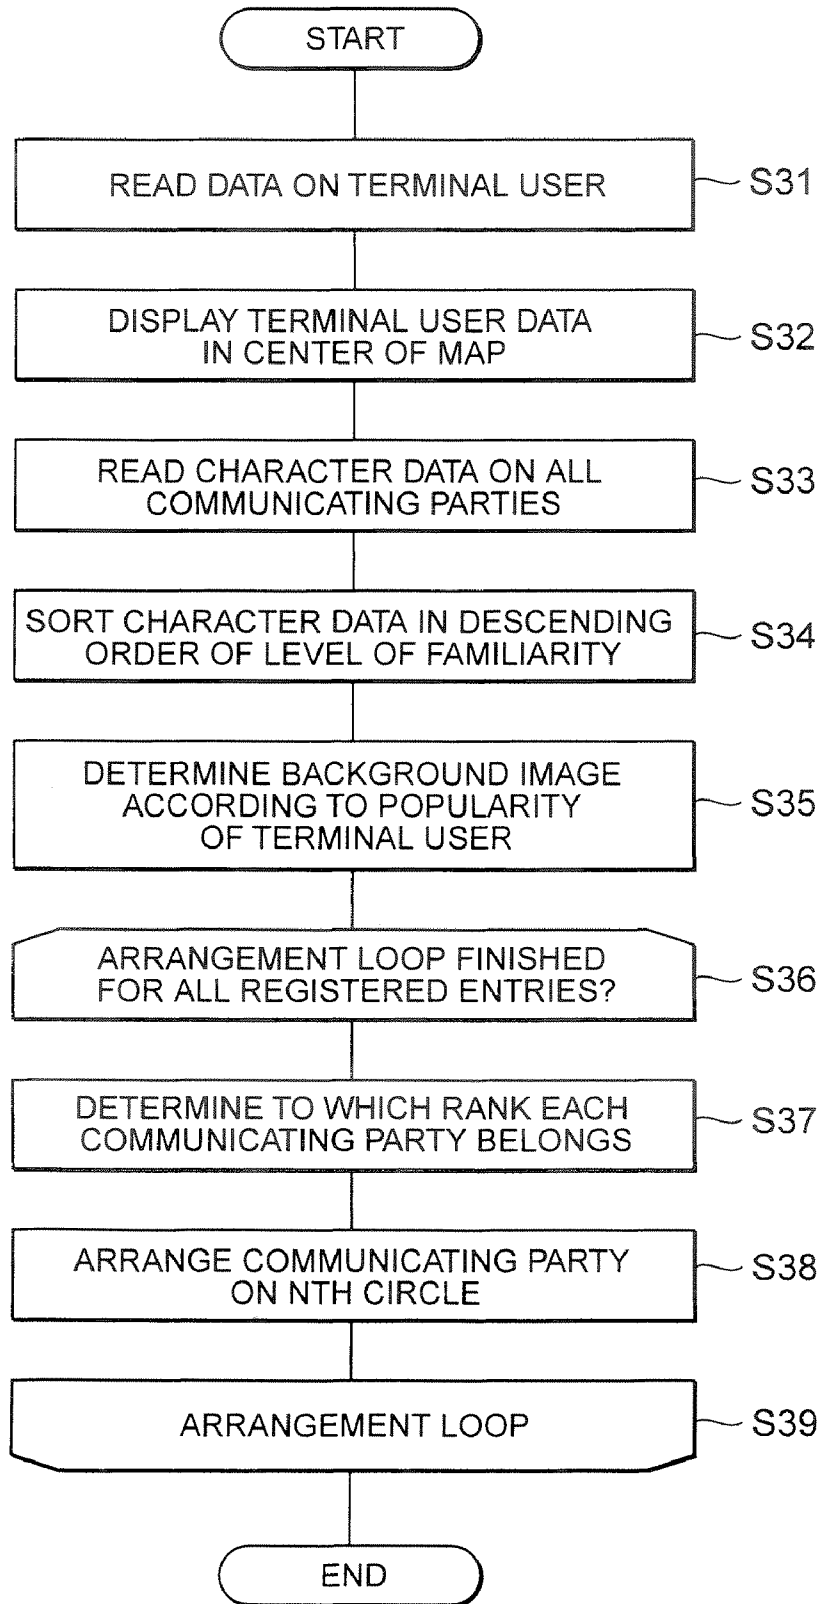 START
READ DATA ON TERMINAL USER
S31
DISPLAY TERMINAL USER DATA
IN CENTER OF MAP
S32
READ CHARACTER DATA ON ALL
COMMUNICATING PARTIES
S33
SORT CHARACTER DATA IN DESCENDING
ORDER OF LEVEL OF FAMILIARITY
S34
DETERMINE BACKGROUND IMAGE
ACCORDING TO POPULARITY
OF TERMINAL USER
S35
ARRANGEMENT LOOP FINISHED
FOR ALL REGISTERED ENTRIES?
S36
DETERMINE TO WHICH RANK EACH
COMMUNICATING PARTY BELONGS
S37
ARRANGE COMMUNICATING PARTY
ON NTH CIRCLE
S38
ARRANGEMENT LOOP
S39
END